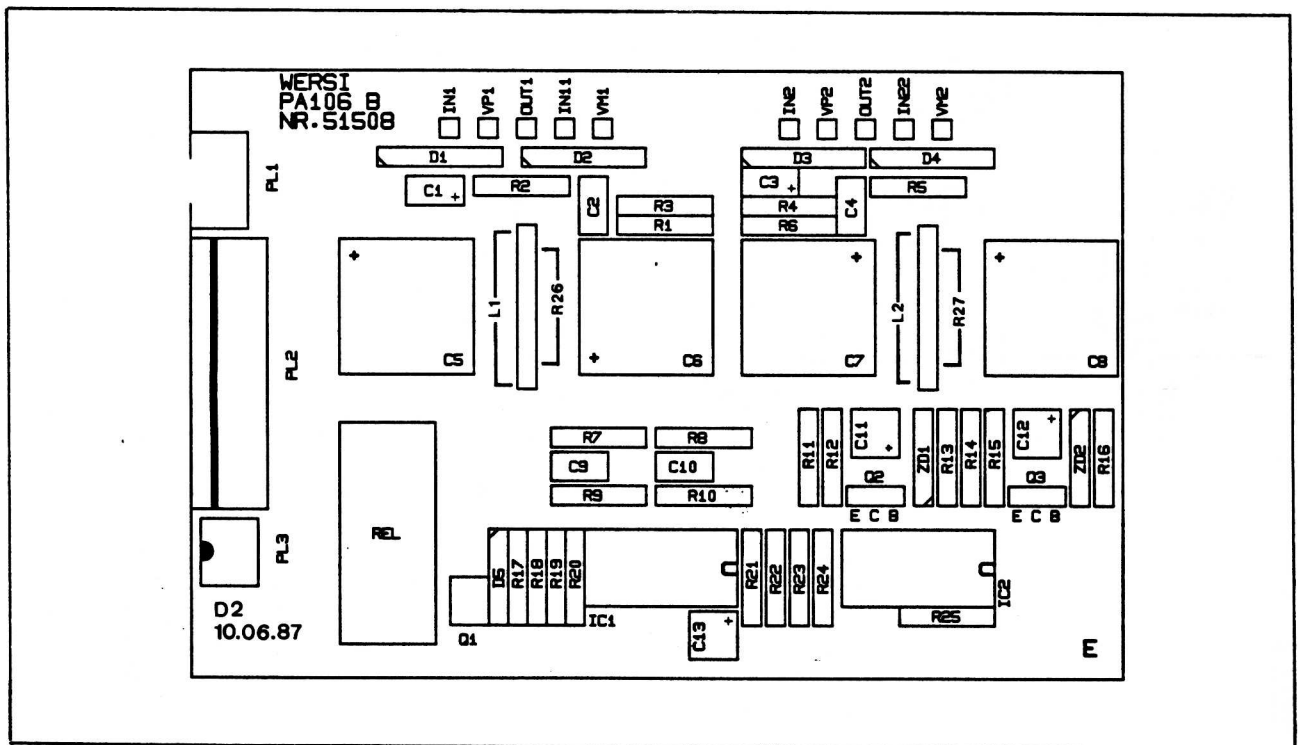 WERSI
PA106 B
NR.51508
IN1
VP1
OUT1
IN11
VM1
IN2
VP2
OUT2
IN22
VM2
D1
D2
D3
D4
PL1
C1 +
R2
C2
R3
R1
C3 +
R4
R6
C4
R5
+
C5
L1
R26
+
C6
+
C7
L2
R27
+
C8
PL2
R7
R8
C9
C10
R9
R10
R11
R12
C11 +
Q2
E C B
ZD1
R13
R14
R15
C12 +
Q3
E C B
ZD2
R16
PL3
REL
D5
R17
R18
R19
R20
IC1
Q1
R21
R22
R23
R24
IC2
R25
C13 +
D2
10.06.87
E